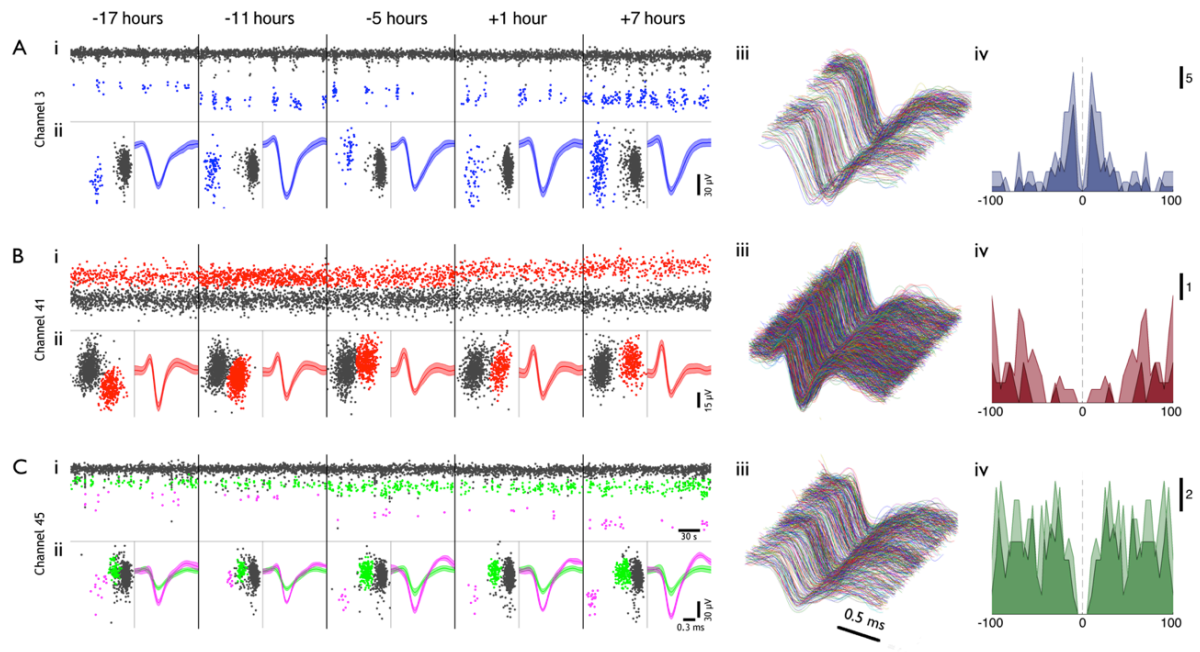 -17 hours -11 hours -5 hours +1 hour +7 hours
A i iii iv
5
Channel 3
ii
30 µV
-100 0 100
B i iii iv
1
Channel 41
ii
15 µV
-100 0 100
C i iii iv
2
30 s
Channel 45
ii
30 µV
0.3 ms
0.5 ms
-100 0 100